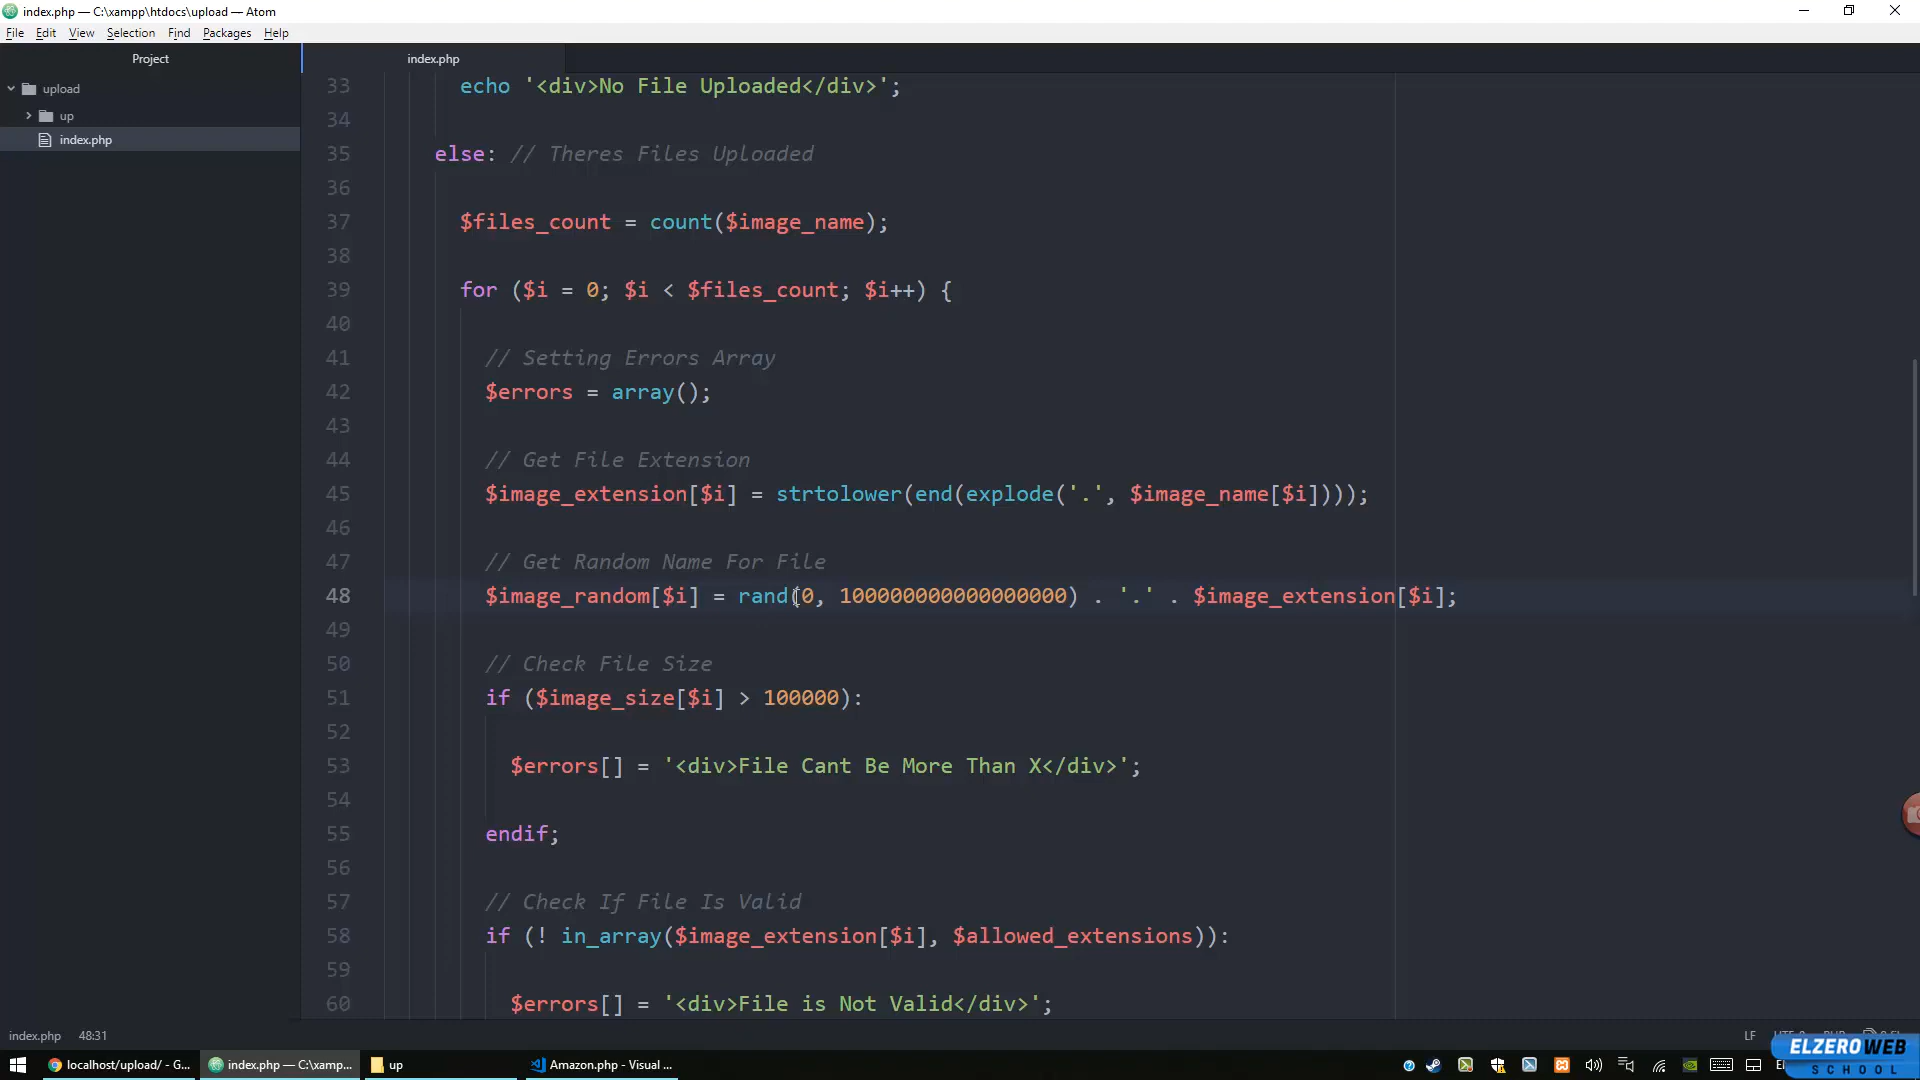 index.php — C:\xampp\htdocs\upload — Atom
File Edit View Selection Find Packages Help
Project
index.php
upload
up
index.php
33 echo '<div>No File Uploaded</div>';
34
35 else: // Theres Files Uploaded
36
37 $files_count = count($image_name);
38
39 for ($i = 0; $i < $files_count; $i++) {
40
41 // Setting Errors Array
42 $errors = array();
43
44 // Get File Extension
45 $image_extension[$i] = strtolower(end(explode('.', $image_name[$i])));
46
47 // Get Random Name For File
48 $image_random[$i] = rand(0, 100000000000000000) . '.' . $image_extension[$i];
49
50 // Check File Size
51 if ($image_size[$i] > 100000):
52
53 $errors[] = '<div>File Cant Be More Than X</div>';
54
55 endif;
56
57 // Check If File Is Valid
58 if (! in_array($image_extension[$i], $allowed_extensions)):
59
60 $errors[] = '<div>File is Not Valid</div>';
index.php 48:31
LF
localhost/upload/ - G...
index.php — C:\xamp...
up
Amazon.php - Visual ...
ELZEROWEB
SCHOOL